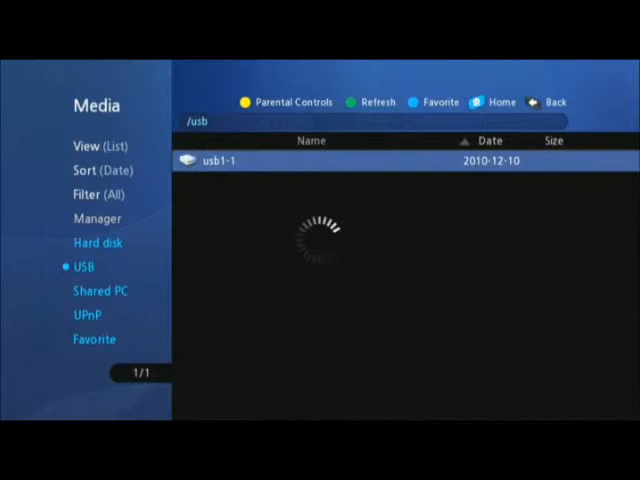 Media
Parental Controls Refresh Favorite Home Back
/usb
Name Date Size
usb1-1 2010-12-10
View (List)
Sort (Date)
Filter (All)
Manager
Hard disk
USB
Shared PC
UPnP
Favorite
1/1